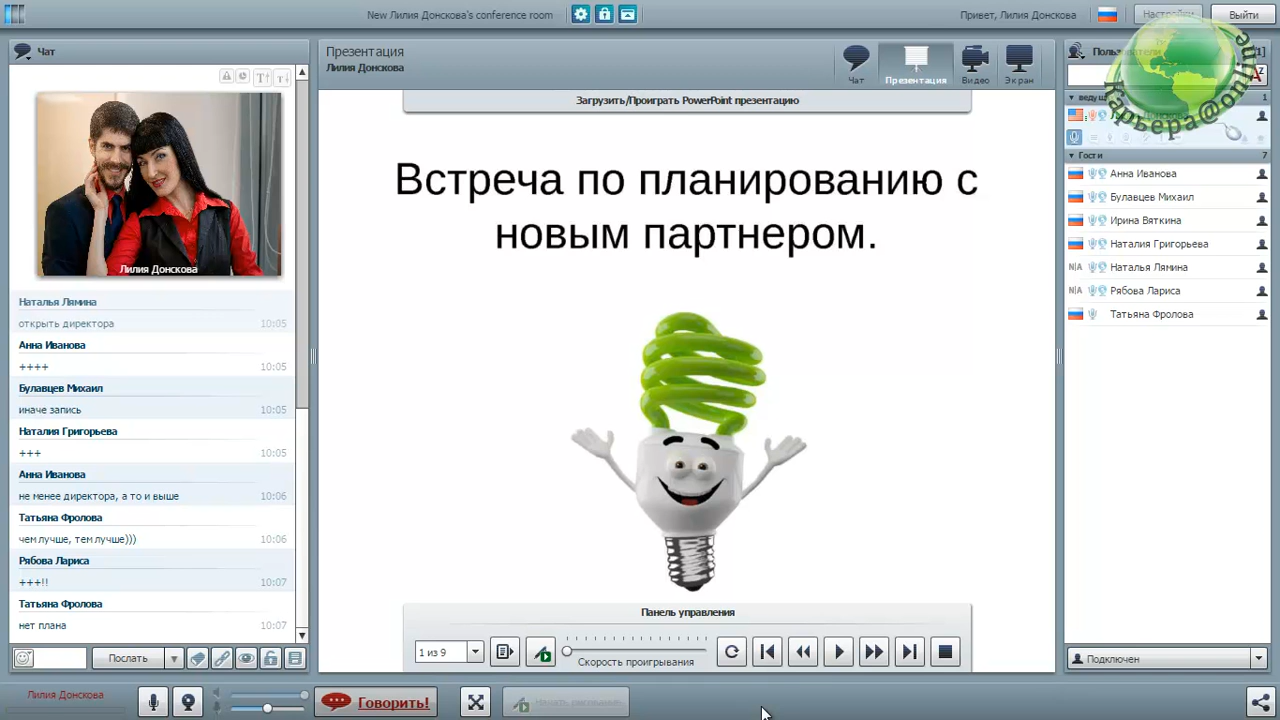 New Лилия Донскова's conference room
Привет, Лилия Донскова
Настройки
Выйти
Чат
Лилия Донскова
Наталья Лямина
открыть директора 10:05
Анна Иванова
++++ 10:05
Булавцев Михаил
иначе запись 10:05
Наталия Григорьева
+++ 10:05
Анна Иванова
не менее директора, а то и выше 10:06
Татьяна Фролова
чем лучше, тем лучше))) 10:06
Рябова Лариса
+++!! 10:07
Татьяна Фролова
нет плана 10:07
Послать
Презентация
Лилия Донскова
Чат
Презентация
Видео
Экран
Загрузить/Проиграть PowerPoint презентацию
Встреча по планированию с
новым партнером.
Панель управления
1 из 9
Скорость проигрывания
Карьера@online
Гости 7
Анна Иванова
Булавцев Михаил
Ирина Вяткина
Наталия Григорьева
N|A Наталья Лямина
N|A Рябова Лариса
Татьяна Фролова
Подключен
Лилия Донскова
Говорить!